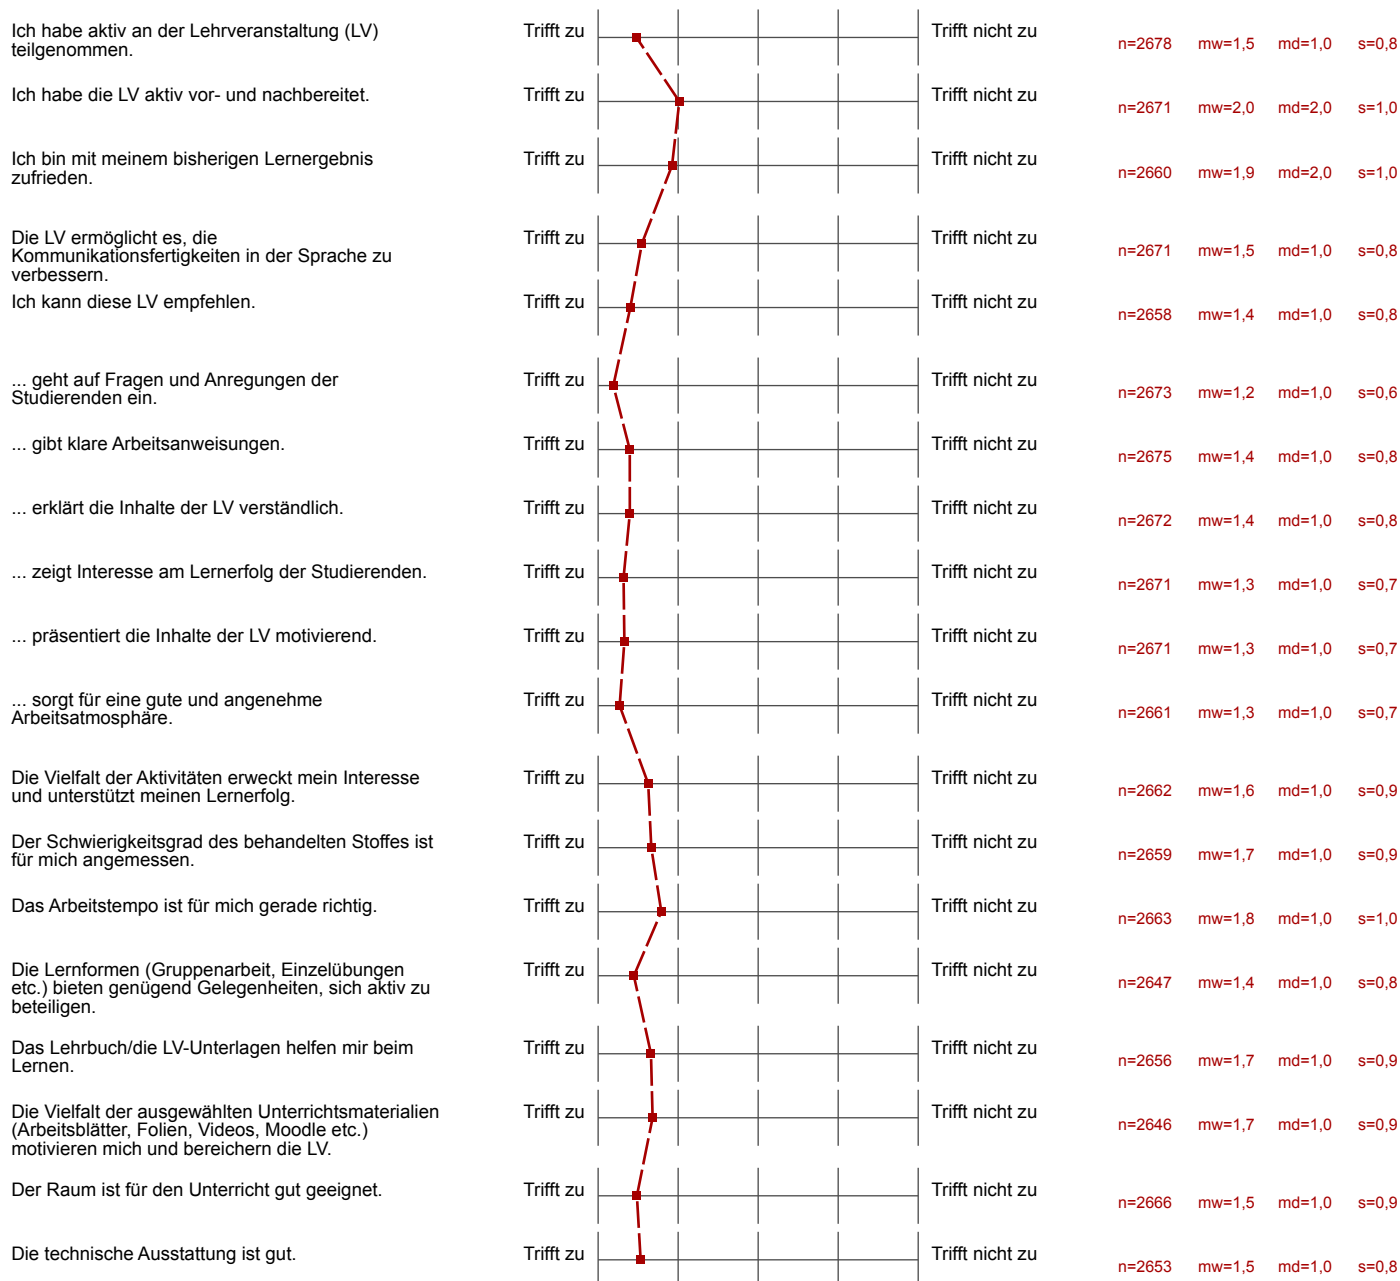 Ich habe aktiv an der Lehrveranstaltung (LV)
teilgenommen.
Trifft zu
Trifft nicht zu
n=2678 mw=1,5 md=1,0 s=0,8
Ich habe die LV aktiv vor- und nachbereitet.
Trifft zu
Trifft nicht zu
n=2671 mw=2,0 md=2,0 s=1,0
Ich bin mit meinem bisherigen Lernergebnis
zufrieden.
Trifft zu
Trifft nicht zu
n=2660 mw=1,9 md=2,0 s=1,0
Die LV ermöglicht es, die
Kommunikationsfertigkeiten in der Sprache zu
verbessern.
Trifft zu
Trifft nicht zu
n=2671 mw=1,5 md=1,0 s=0,8
Ich kann diese LV empfehlen.
Trifft zu
Trifft nicht zu
n=2658 mw=1,4 md=1,0 s=0,8
... geht auf Fragen und Anregungen der
Studierenden ein.
Trifft zu
Trifft nicht zu
n=2673 mw=1,2 md=1,0 s=0,6
... gibt klare Arbeitsanweisungen.
Trifft zu
Trifft nicht zu
n=2675 mw=1,4 md=1,0 s=0,8
... erklärt die Inhalte der LV verständlich.
Trifft zu
Trifft nicht zu
n=2672 mw=1,4 md=1,0 s=0,8
... zeigt Interesse am Lernerfolg der Studierenden.
Trifft zu
Trifft nicht zu
n=2671 mw=1,3 md=1,0 s=0,7
... präsentiert die Inhalte der LV motivierend.
Trifft zu
Trifft nicht zu
n=2671 mw=1,3 md=1,0 s=0,7
... sorgt für eine gute und angenehme
Arbeitsatmosphäre.
Trifft zu
Trifft nicht zu
n=2661 mw=1,3 md=1,0 s=0,7
Die Vielfalt der Aktivitäten erweckt mein Interesse
und unterstützt meinen Lernerfolg.
Trifft zu
Trifft nicht zu
n=2662 mw=1,6 md=1,0 s=0,9
Der Schwierigkeitsgrad des behandelten Stoffes ist
für mich angemessen.
Trifft zu
Trifft nicht zu
n=2659 mw=1,7 md=1,0 s=0,9
Das Arbeitstempo ist für mich gerade richtig.
Trifft zu
Trifft nicht zu
n=2663 mw=1,8 md=1,0 s=1,0
Die Lernformen (Gruppenarbeit, Einzelübungen
etc.) bieten genügend Gelegenheiten, sich aktiv zu
beteiligen.
Trifft zu
Trifft nicht zu
n=2647 mw=1,4 md=1,0 s=0,8
Das Lehrbuch/die LV-Unterlagen helfen mir beim
Lernen.
Trifft zu
Trifft nicht zu
n=2656 mw=1,7 md=1,0 s=0,9
Die Vielfalt der ausgewählten Unterrichtsmaterialien
(Arbeitsblätter, Folien, Videos, Moodle etc.)
motivieren mich und bereichern die LV.
Trifft zu
Trifft nicht zu
n=2646 mw=1,7 md=1,0 s=0,9
Der Raum ist für den Unterricht gut geeignet.
Trifft zu
Trifft nicht zu
n=2666 mw=1,5 md=1,0 s=0,9
Die technische Ausstattung ist gut.
Trifft zu
Trifft nicht zu
n=2653 mw=1,5 md=1,0 s=0,8